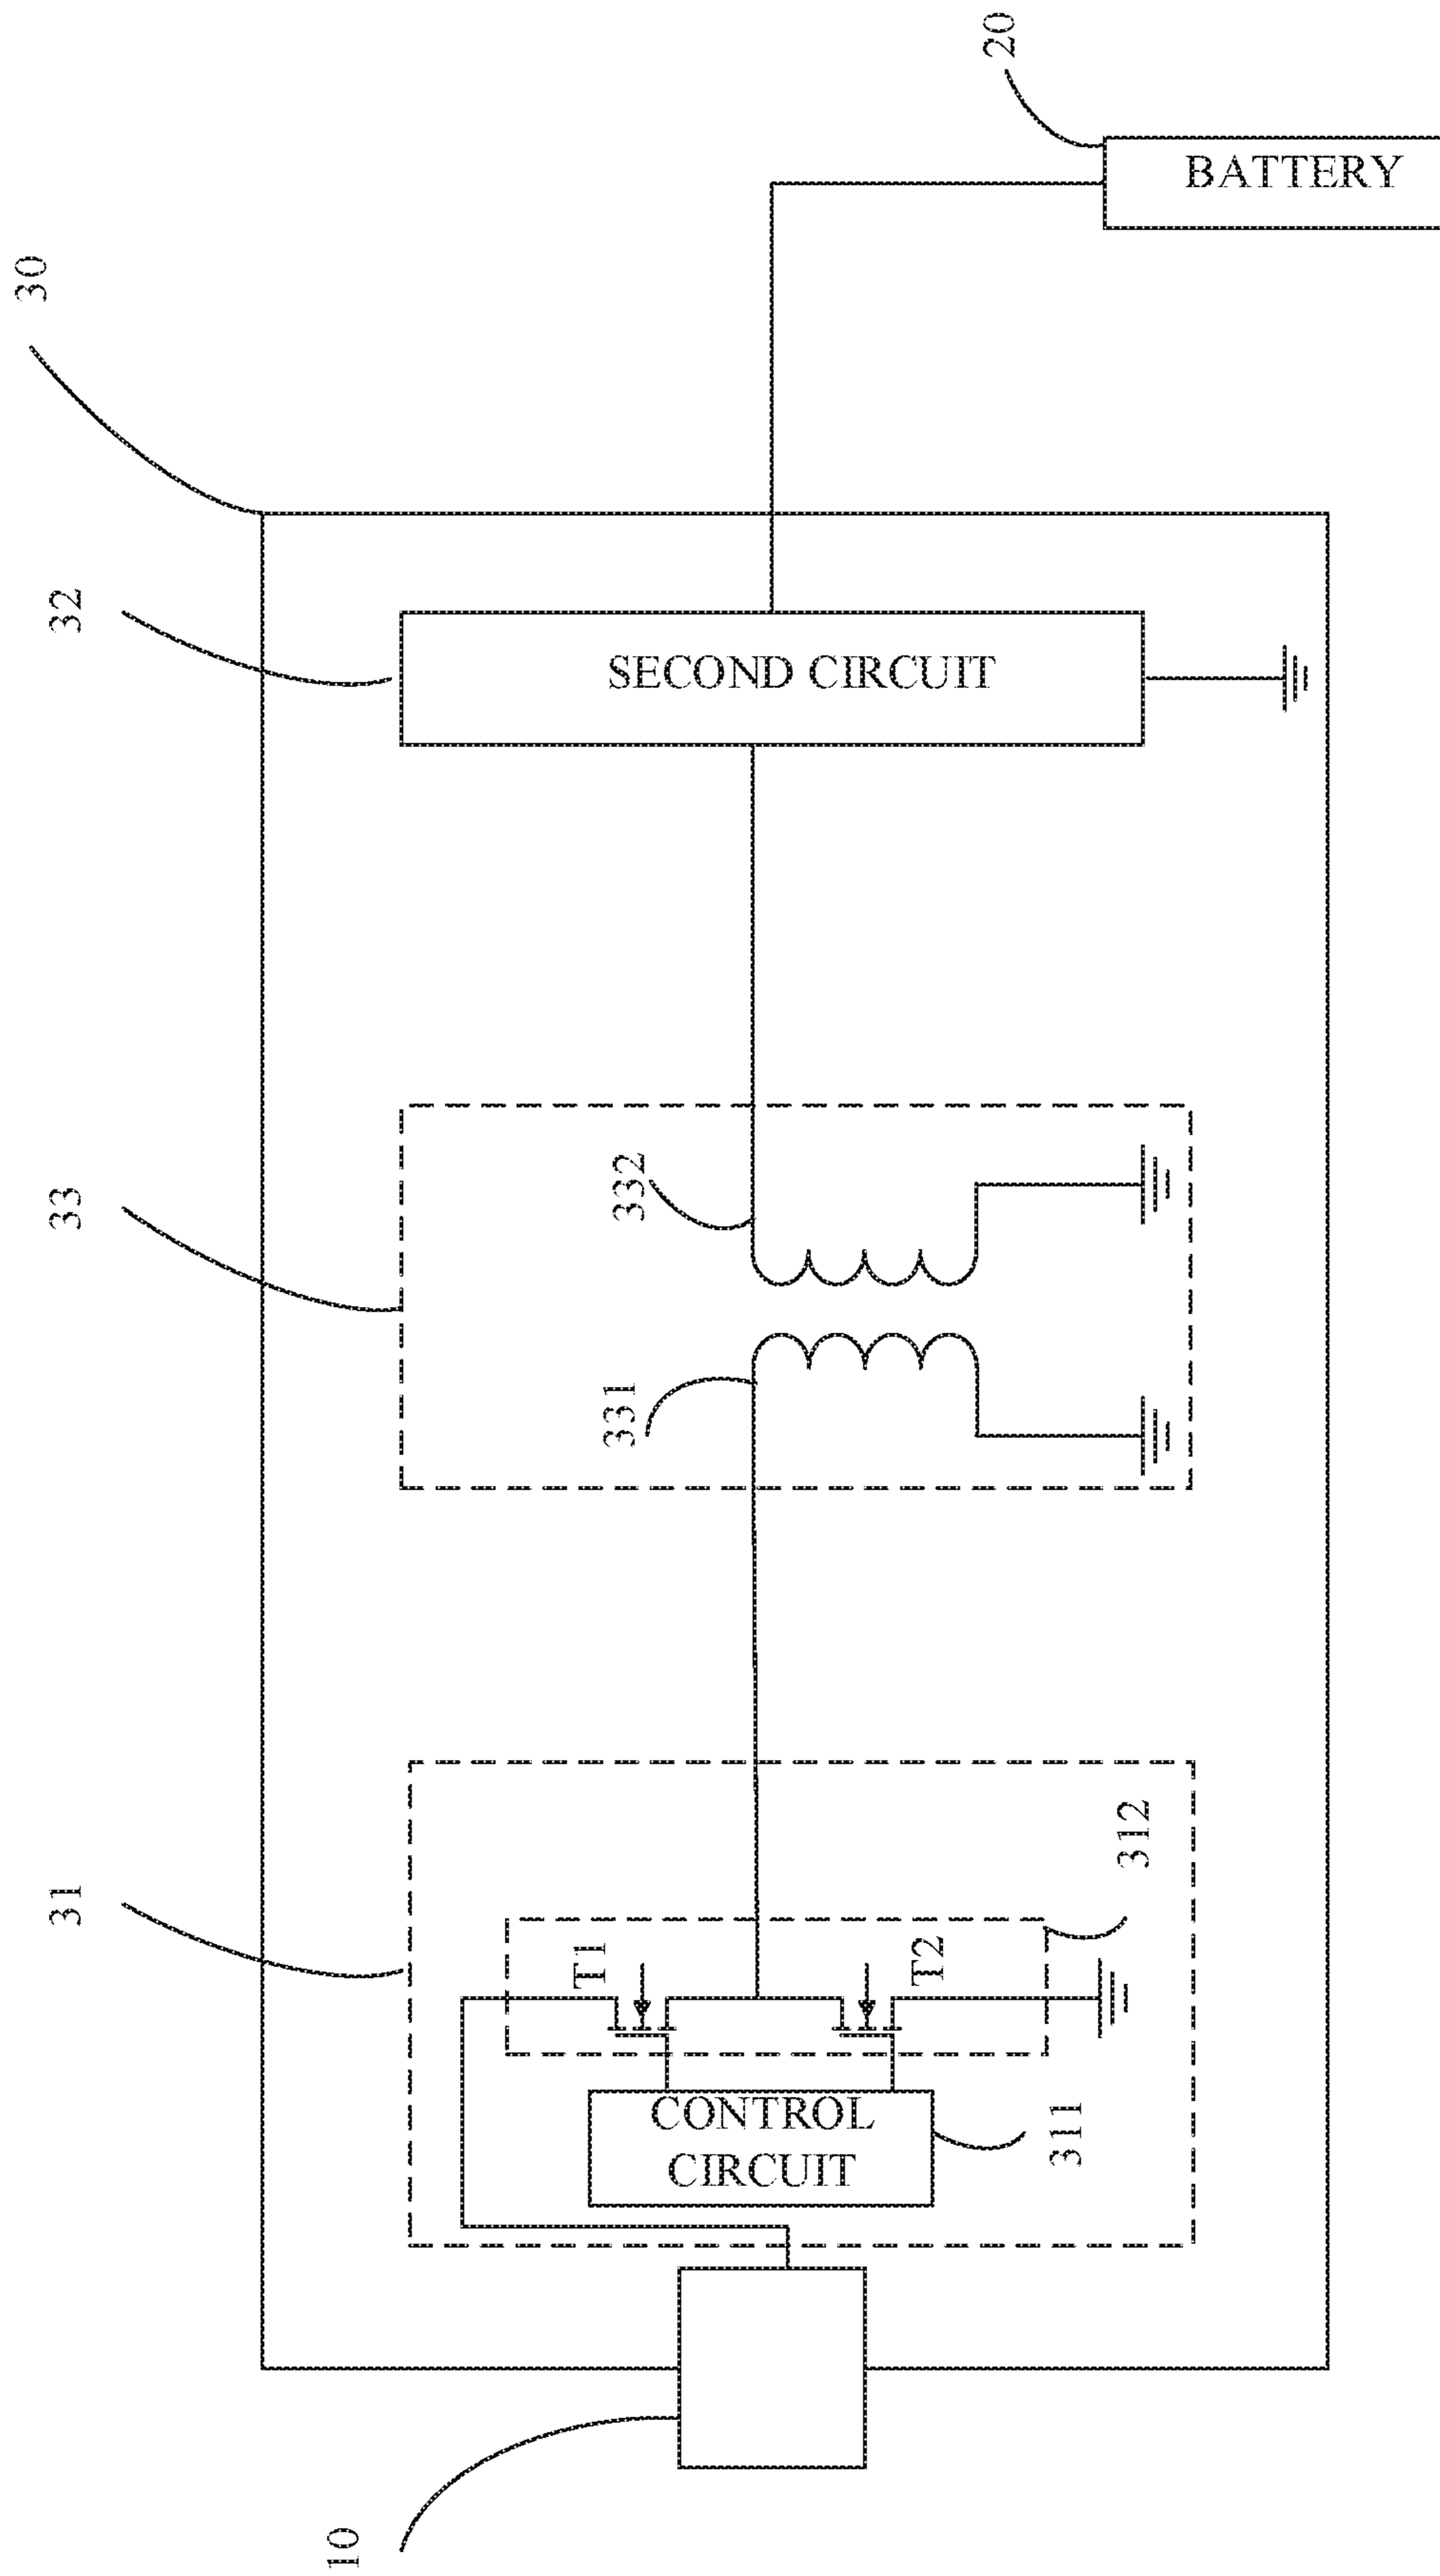 20
BATTERY
30
32
SECOND CIRCUIT
33
332
331
31
312
T1
T2
CONTROL
CIRCUIT
311
10